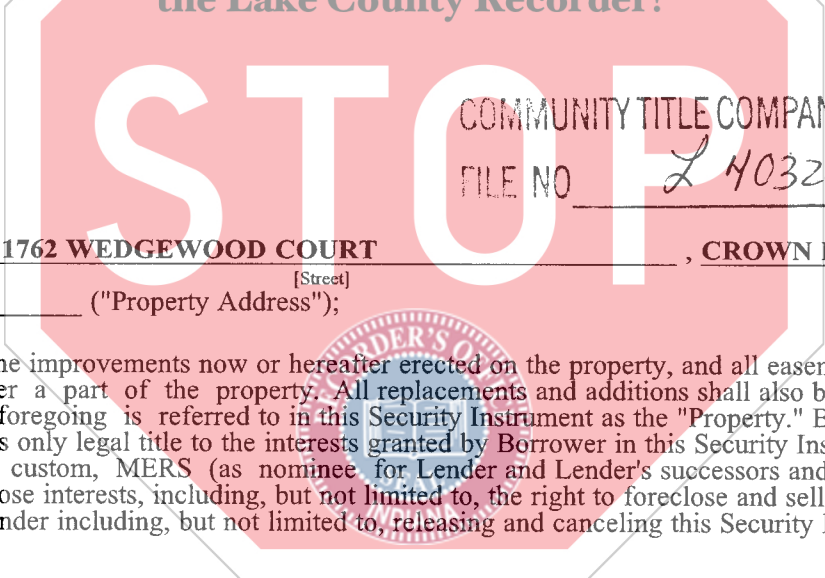 the Lake County Recorder!
STOP
COMMUNITY TITLE COMPAN
FILE NO L 4032
1762 WEDGEWOOD COURT , CROWN
[Street]
("Property Address");
RECORDER'S OFFICE
he improvements now or hereafter erected on the property, and all easem
er a part of the property. All replacements and additions shall also b
foregoing is referred to in this Security Instrument as the "Property." B
s only legal title to the interests granted by Borrower in this Security Ins
custom, MERS (as nominee for Lender and Lender's successors and
ose interests, including, but not limited to, the right to foreclose and sell
nder including, but not limited to, releasing and canceling this Security I
SEAL
INDIANA